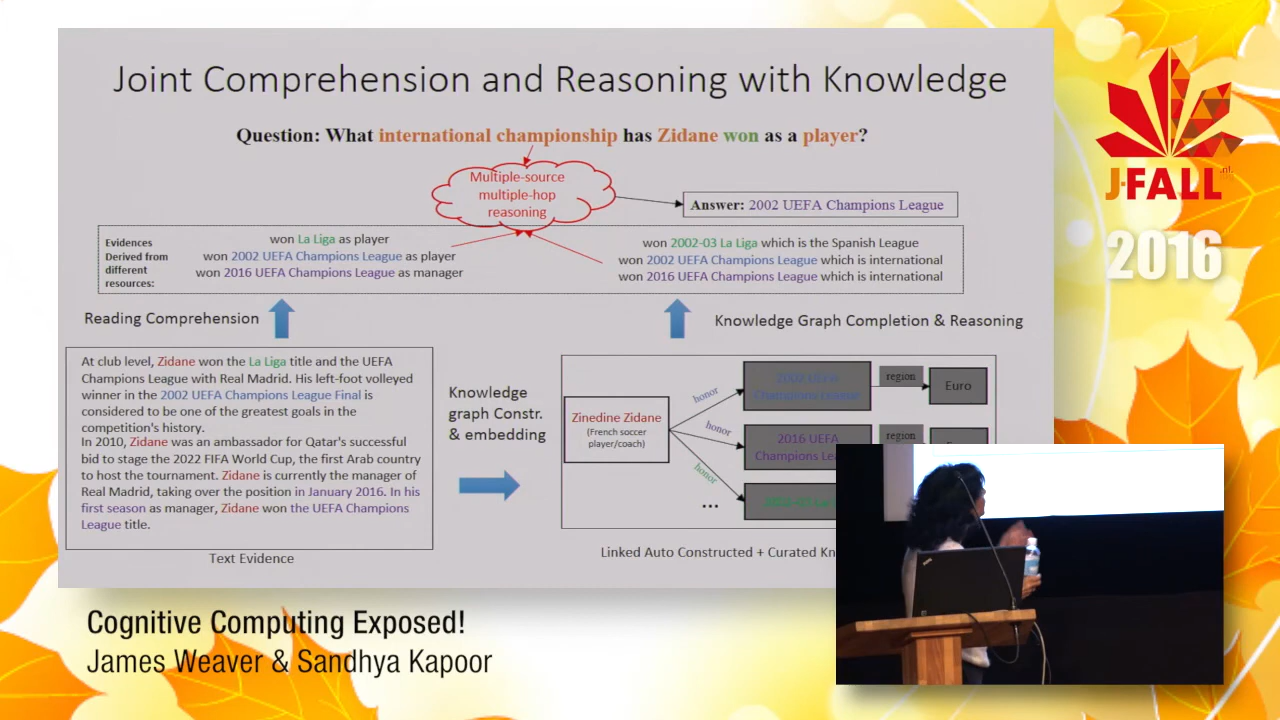 Joint Comprehension and Reasoning with Knowledge
Question: What international championship has Zidane won as a player?
Multiple-source
multiple-hop
reasoning
Answer: 2002 UEFA Champions League
Evidences
Derived from
different
resources:
won La Liga as player
won 2002 UEFA Champions League as player
won 2016 UEFA Champions League as manager
won 2002-03 La Liga which is the Spanish League
won 2002 UEFA Champions League which is international
won 2016 UEFA Champions League which is international
Reading Comprehension
Knowledge Graph Completion & Reasoning
At club level, Zidane won the La Liga title and the UEFA
Champions League with Real Madrid. His left-foot volleyed
winner in the 2002 UEFA Champions League Final is
considered to be one of the greatest goals in the
competition's history.
In 2010, Zidane was an ambassador for Qatar's successful
bid to stage the 2022 FIFA World Cup, the first Arab country
to host the tournament. Zidane is currently the manager of
Real Madrid, taking over the position in January 2016. In his
first season as manager, Zidane won the UEFA Champions
League title.
Text Evidence
Knowledge
graph Constr.
& embedding
Zinedine Zidane
(French soccer
player/coach)
honor
honor
honor
...
2002 UEFA
Champions League
region
Euro
2016 UEFA
Champions
region
Linked Auto Constructed + Curated
J-FALL
.nl
2016
Cognitive Computing Exposed!
James Weaver & Sandhya Kapoor